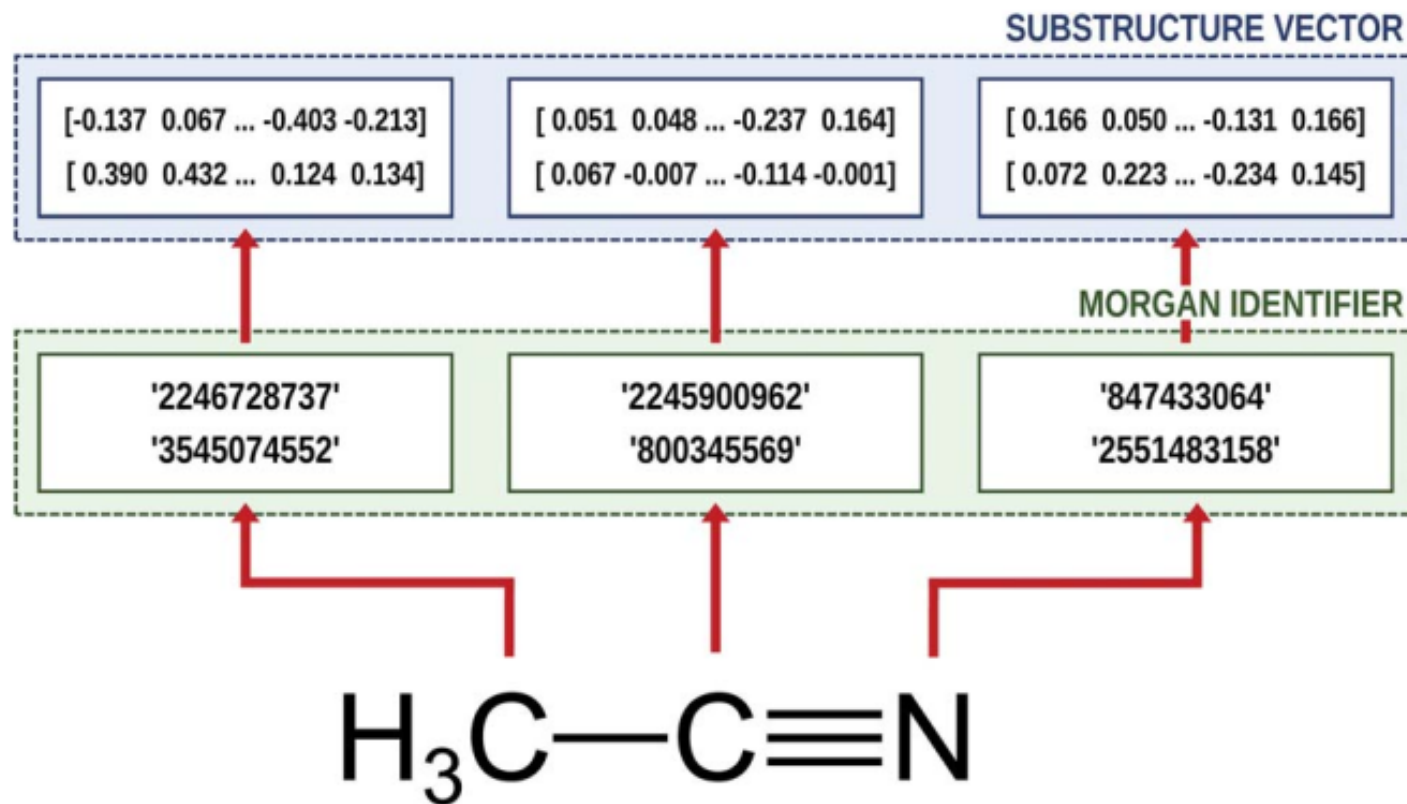 SUBSTRUCTURE VECTOR
[-0.137 0.067 ... -0.403 -0.213]
[ 0.390 0.432 ... 0.124 0.134]
[ 0.051 0.048 ... -0.237 0.164]
[ 0.067 -0.007 ... -0.114 -0.001]
[ 0.166 0.050 ... -0.131 0.166]
[ 0.072 0.223 ... -0.234 0.145]
MORGAN IDENTIFIER
'2246728737'
'3545074552'
'2245900962'
'800345569'
'847433064'
'2551483158'
H₃C—C≡N